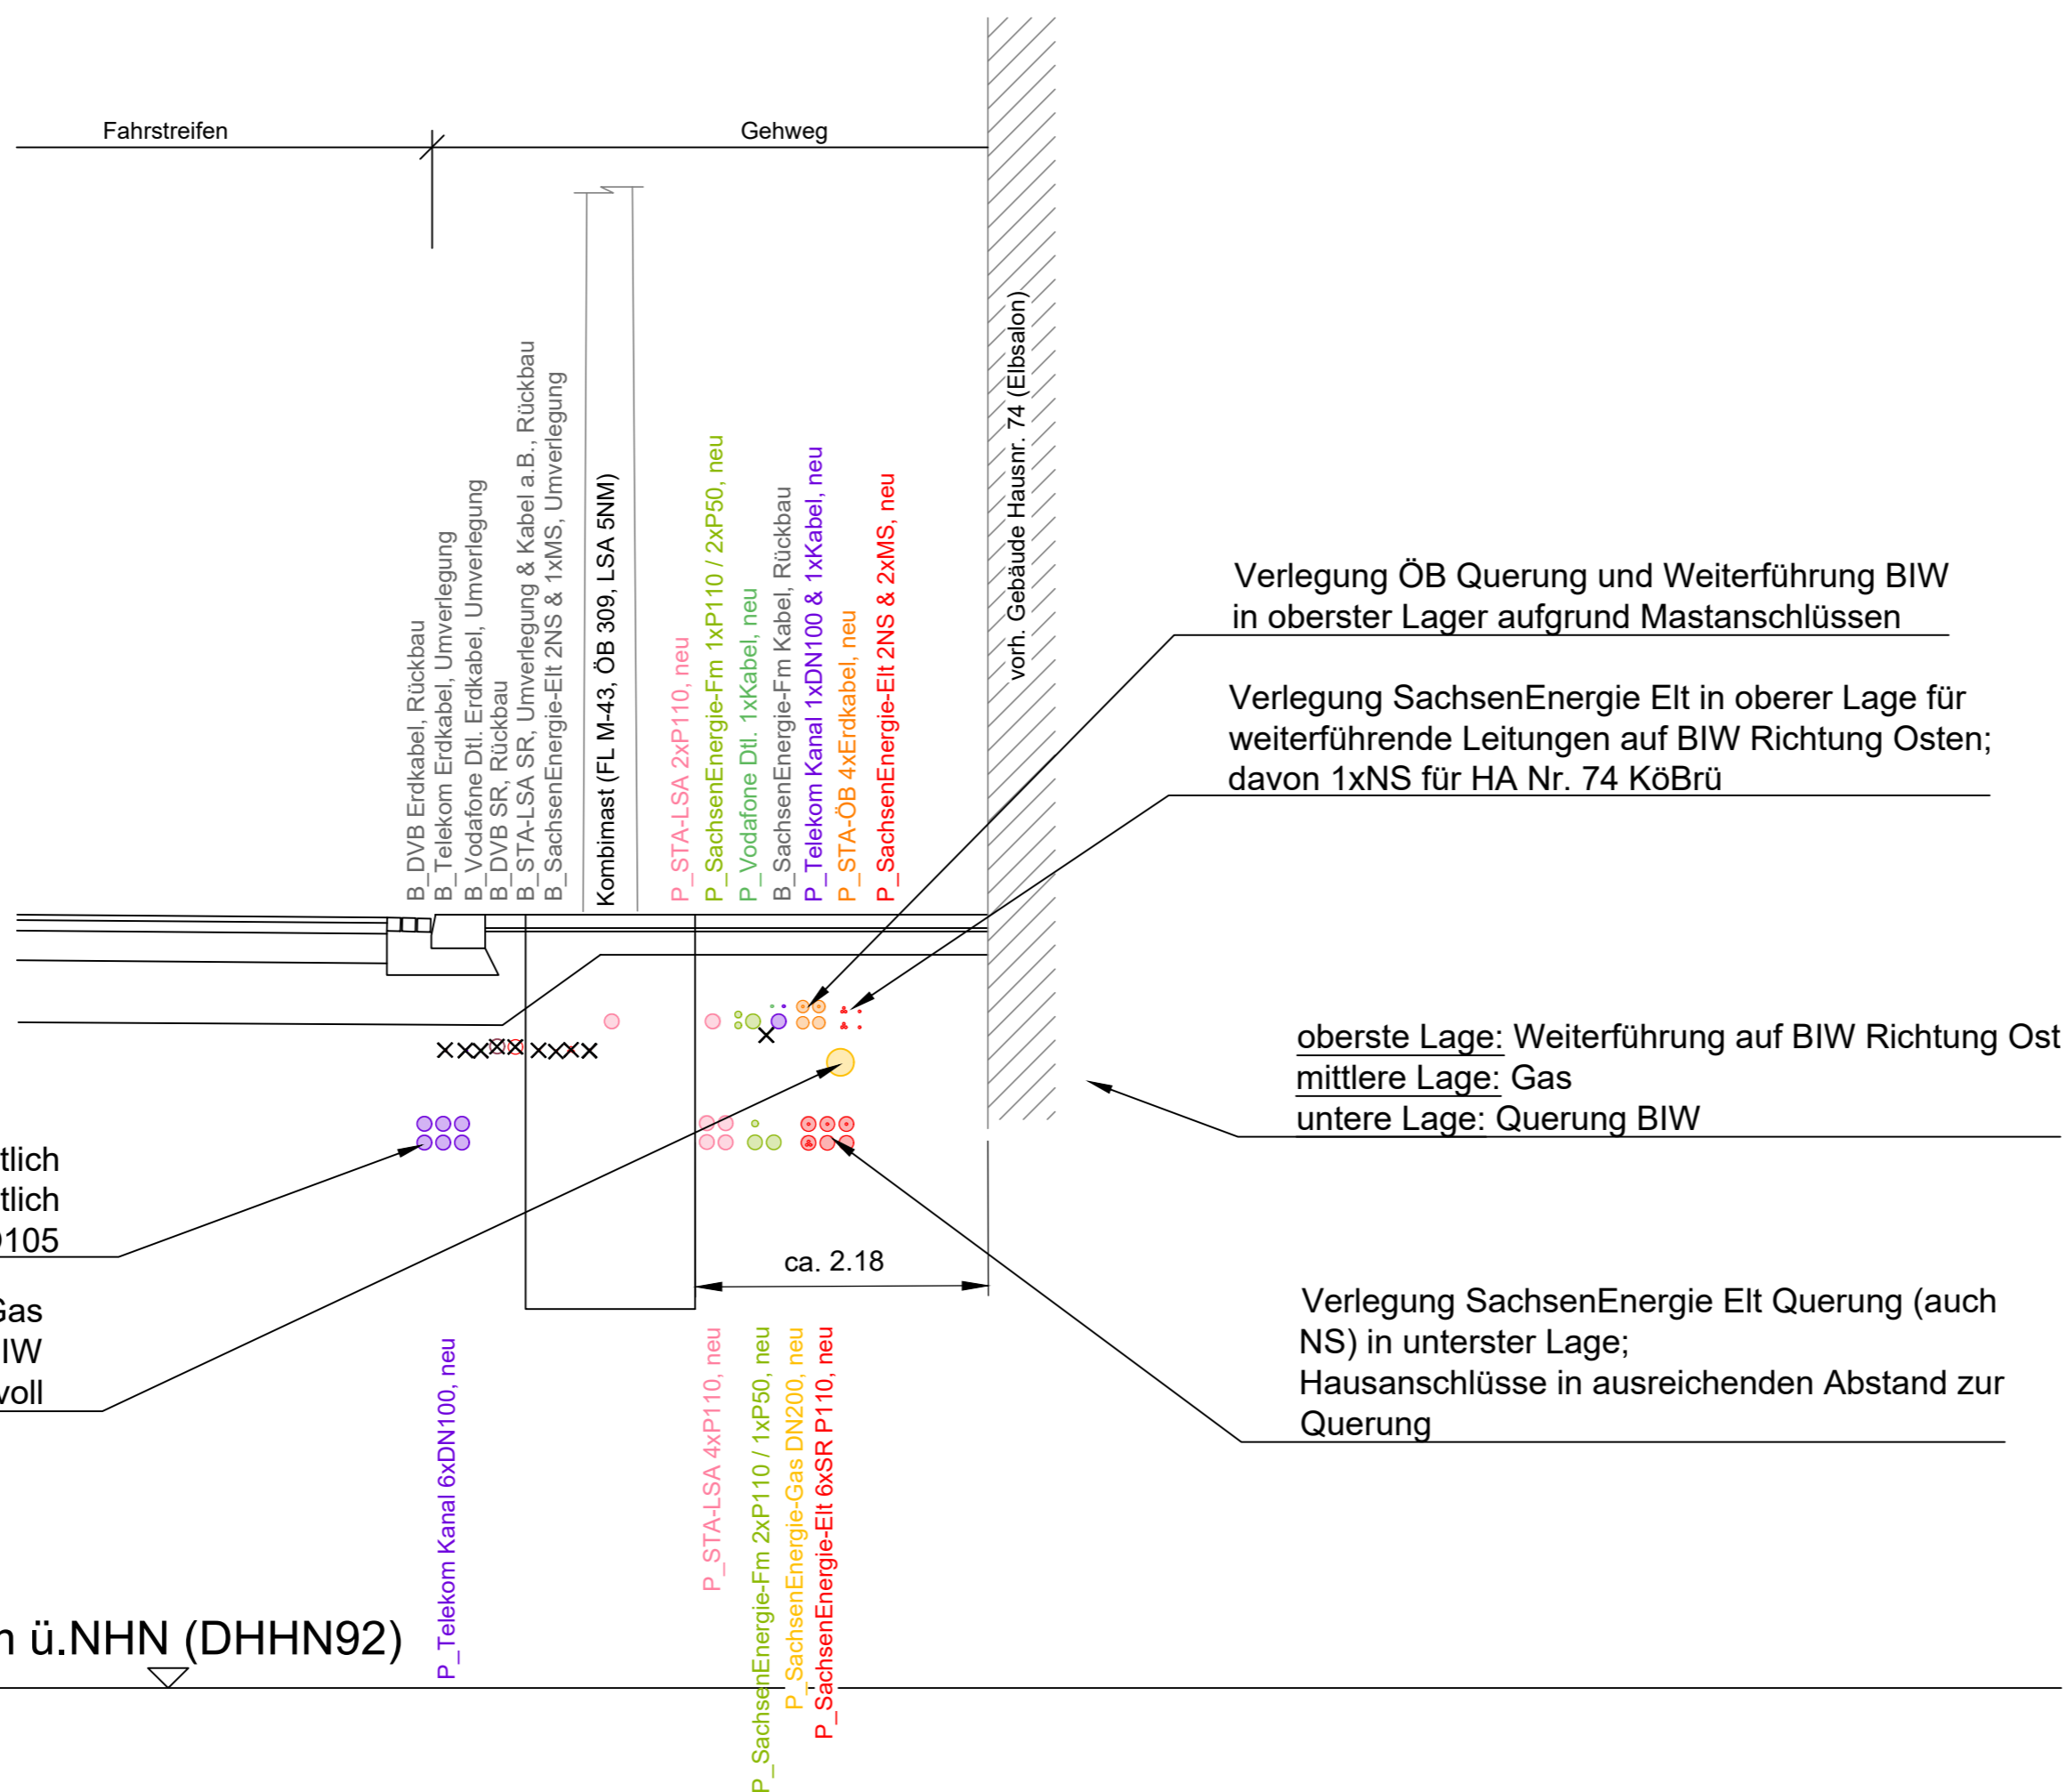 Fahrstreifen
Gehweg
B_DVB Erdkabel, Rückbau
B_Telekom Erdkabel, Umverlegung
B_Vodafone Dtl. Erdkabel, Umverlegung
B_DVB SR, Rückbau
B_STA-LSA SR, Umverlegung & Kabel a.B., Rückbau
B_SachsenEnergie-Elt 2NS & 1xMS, Umverlegung
Kombimast (FL M-43, ÖB 309, LSA 5NM)
P_STA-LSA 2xP110, neu
P_SachsenEnergie-Fm 1xP110 / 2xP50, neu
P_Vodafone Dtl. 1xKabel, neu
B_SachsenEnergie-Fm Kabel, Rückbau
P_Telekom Kanal 1xDN100 & 1xKabel, neu
P_STA-ÖB 4xErdkabel, neu
P_SachsenEnergie-Elt 2NS & 2xMS, neu
vorh. Gebäude Hausnr. 74 (Elbsalon)
Verlegung ÖB Querung und Weiterführung BIW
in oberster Lager aufgrund Mastanschlüssen
Verlegung SachsenEnergie Elt in oberer Lage für
weiterführende Leitungen auf BIW Richtung Osten;
davon 1xNS für HA Nr. 74 KöBrü
oberste Lage: Weiterführung auf BIW Richtung Ost
mittlere Lage: Gas
untere Lage: Querung BIW
tlich
tlich
105
Gas
IW
voll
ca. 2.18
Verlegung SachsenEnergie Elt Querung (auch
NS) in unterster Lage;
Hausanschlüsse in ausreichenden Abstand zur
Querung
P_Telekom Kanal 6xDN100, neu
P_STA-LSA 4xP110, neu
P_SachsenEnergie-Fm 2xP110 / 1xP50, neu
P_SachsenEnergie-Gas DN200, neu
P_SachsenEnergie-Elt 6xSR P110, neu
ü.NHN (DHHN92)